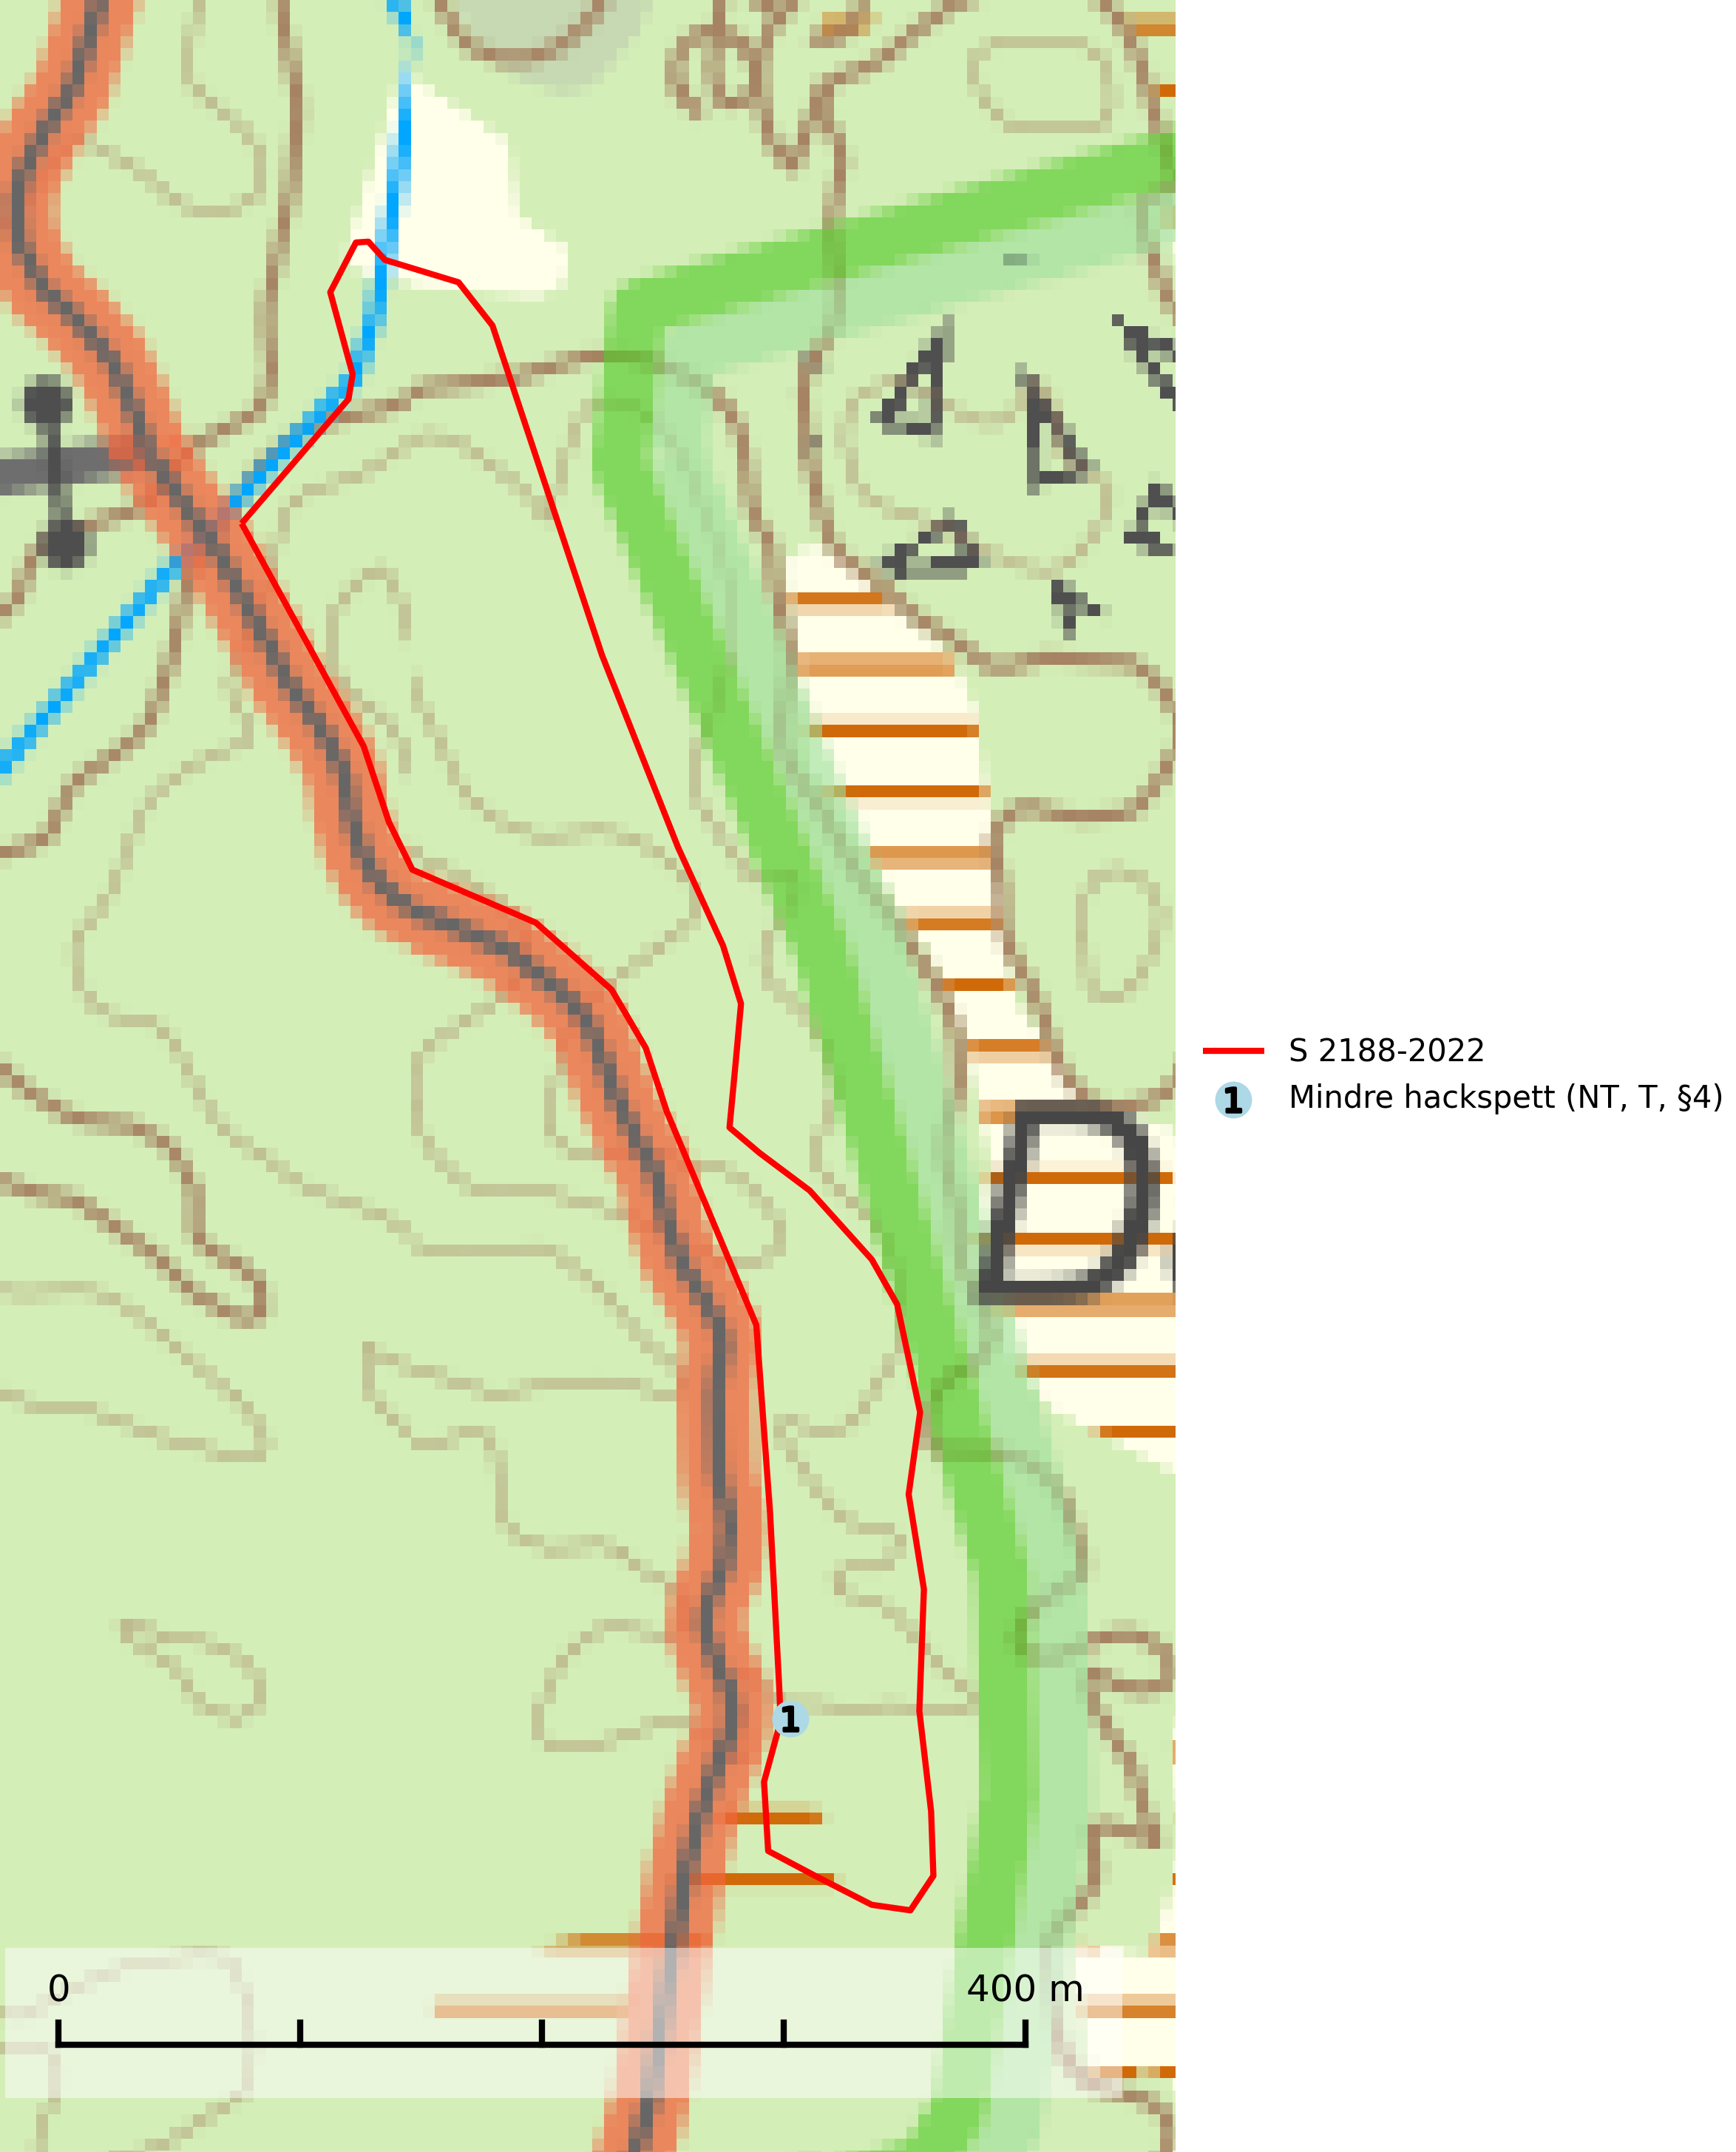 S 2188-2022
1 Mindre hackspett (NT, T, §4)
D
1
0 400 m